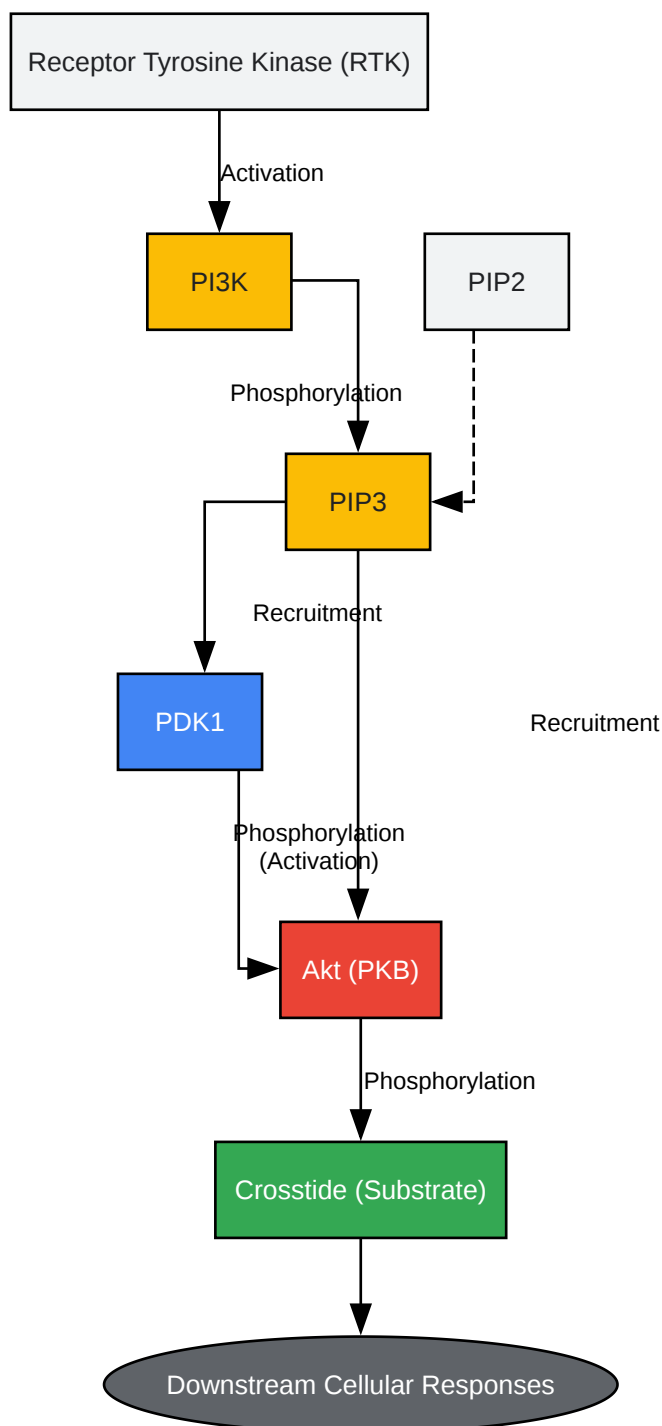 Receptor Tyrosine Kinase (RTK)
Activation
PI3K
PIP2
Phosphorylation
PIP3
Recruitment
PDK1
Recruitment
Phosphorylation
(Activation)
Akt (PKB)
Phosphorylation
Crosstide (Substrate)
Downstream Cellular Responses